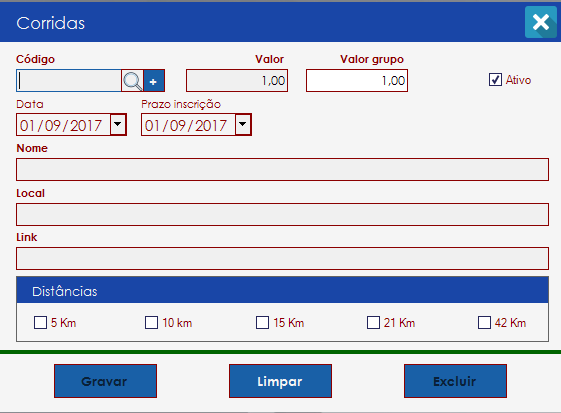 Corridas
Código Valor Valor grupo
+ 1,00 1,00 Ativo
Data Prazo inscrição
01/09/2017 01/09/2017
Nome
Local
Link
Distâncias
5 Km 10 km 15 Km 21 Km 42 Km
Gravar Limpar Excluir